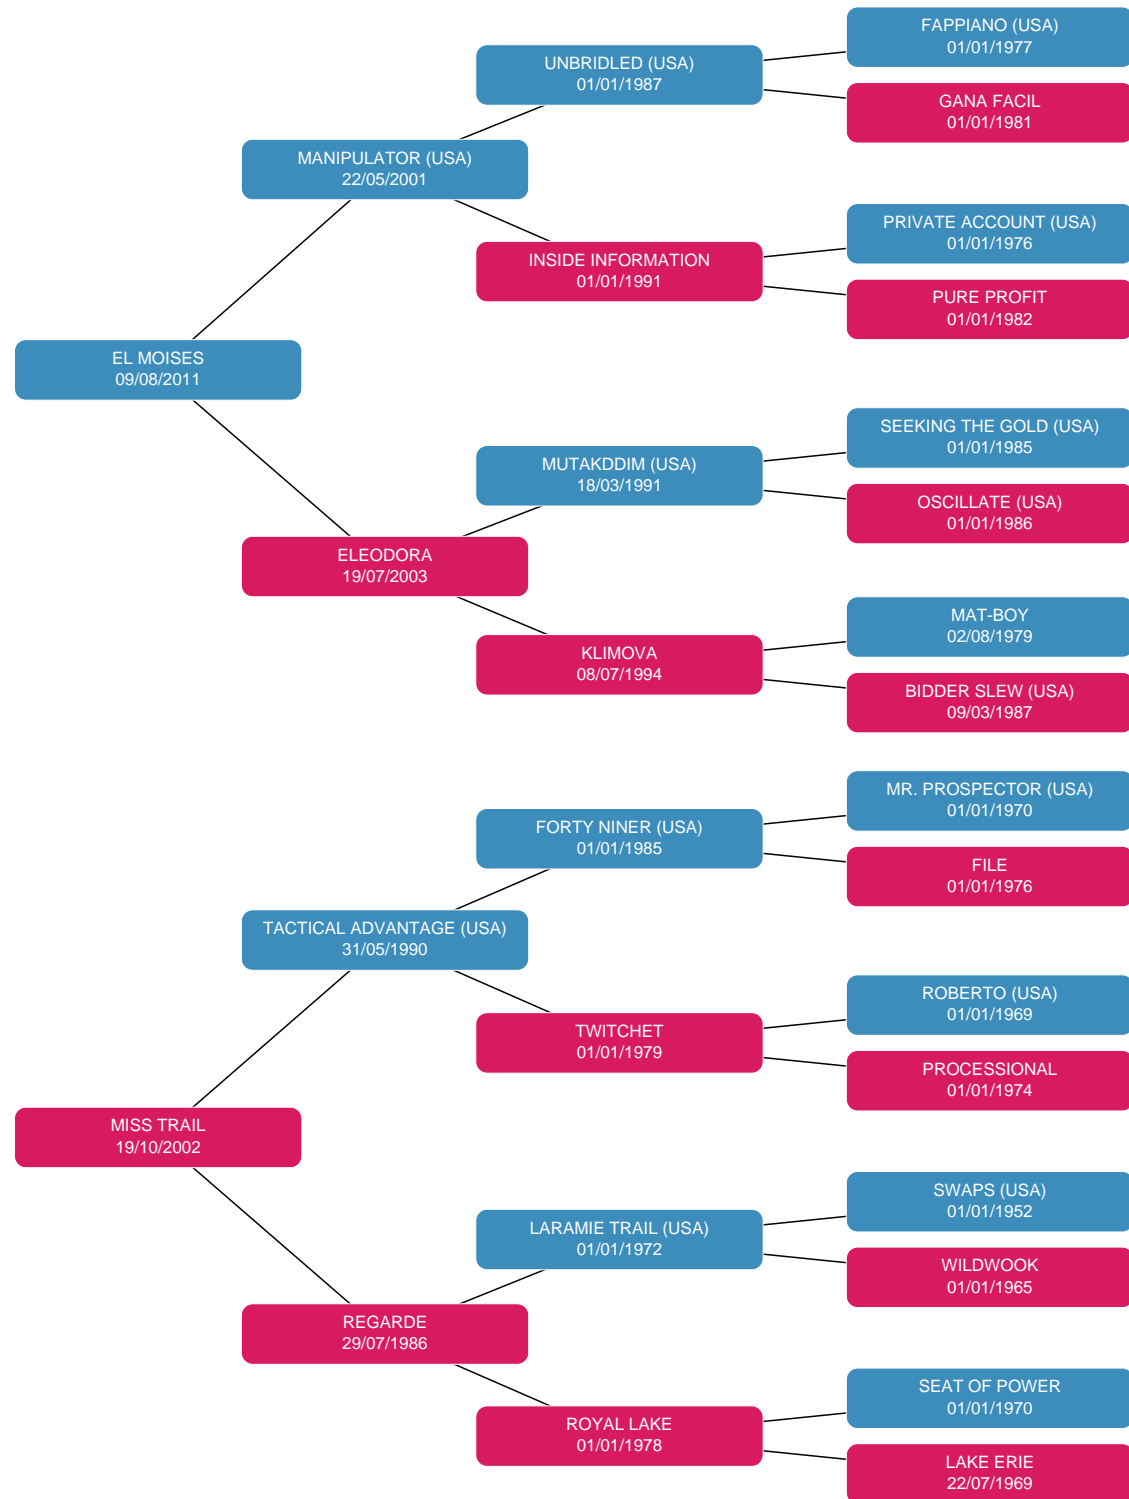 FAPPIANO (USA)
01/01/1977
UNBRIDLED (USA)
01/01/1987
GANA FACIL
01/01/1981
MANIPULATOR (USA)
22/05/2001
PRIVATE ACCOUNT (USA)
01/01/1976
INSIDE INFORMATION
01/01/1991
PURE PROFIT
01/01/1982
EL MOISES
09/08/2011
SEEKING THE GOLD (USA)
01/01/1985
MUTAKDDIM (USA)
18/03/1991
OSCILLATE (USA)
01/01/1986
ELEODORA
19/07/2003
MAT-BOY
02/08/1979
KLIMOVA
08/07/1994
BIDDER SLEW (USA)
09/03/1987
MR. PROSPECTOR (USA)
01/01/1970
FORTY NINER (USA)
01/01/1985
FILE
01/01/1976
TACTICAL ADVANTAGE (USA)
31/05/1990
ROBERTO (USA)
01/01/1969
TWITCHET
01/01/1979
PROCESSIONAL
01/01/1974
MISS TRAIL
19/10/2002
SWAPS (USA)
01/01/1952
LARAMIE TRAIL (USA)
01/01/1972
WILDWOOK
01/01/1965
REGARDE
29/07/1986
SEAT OF POWER
01/01/1970
ROYAL LAKE
01/01/1978
LAKE ERIE
22/07/1969